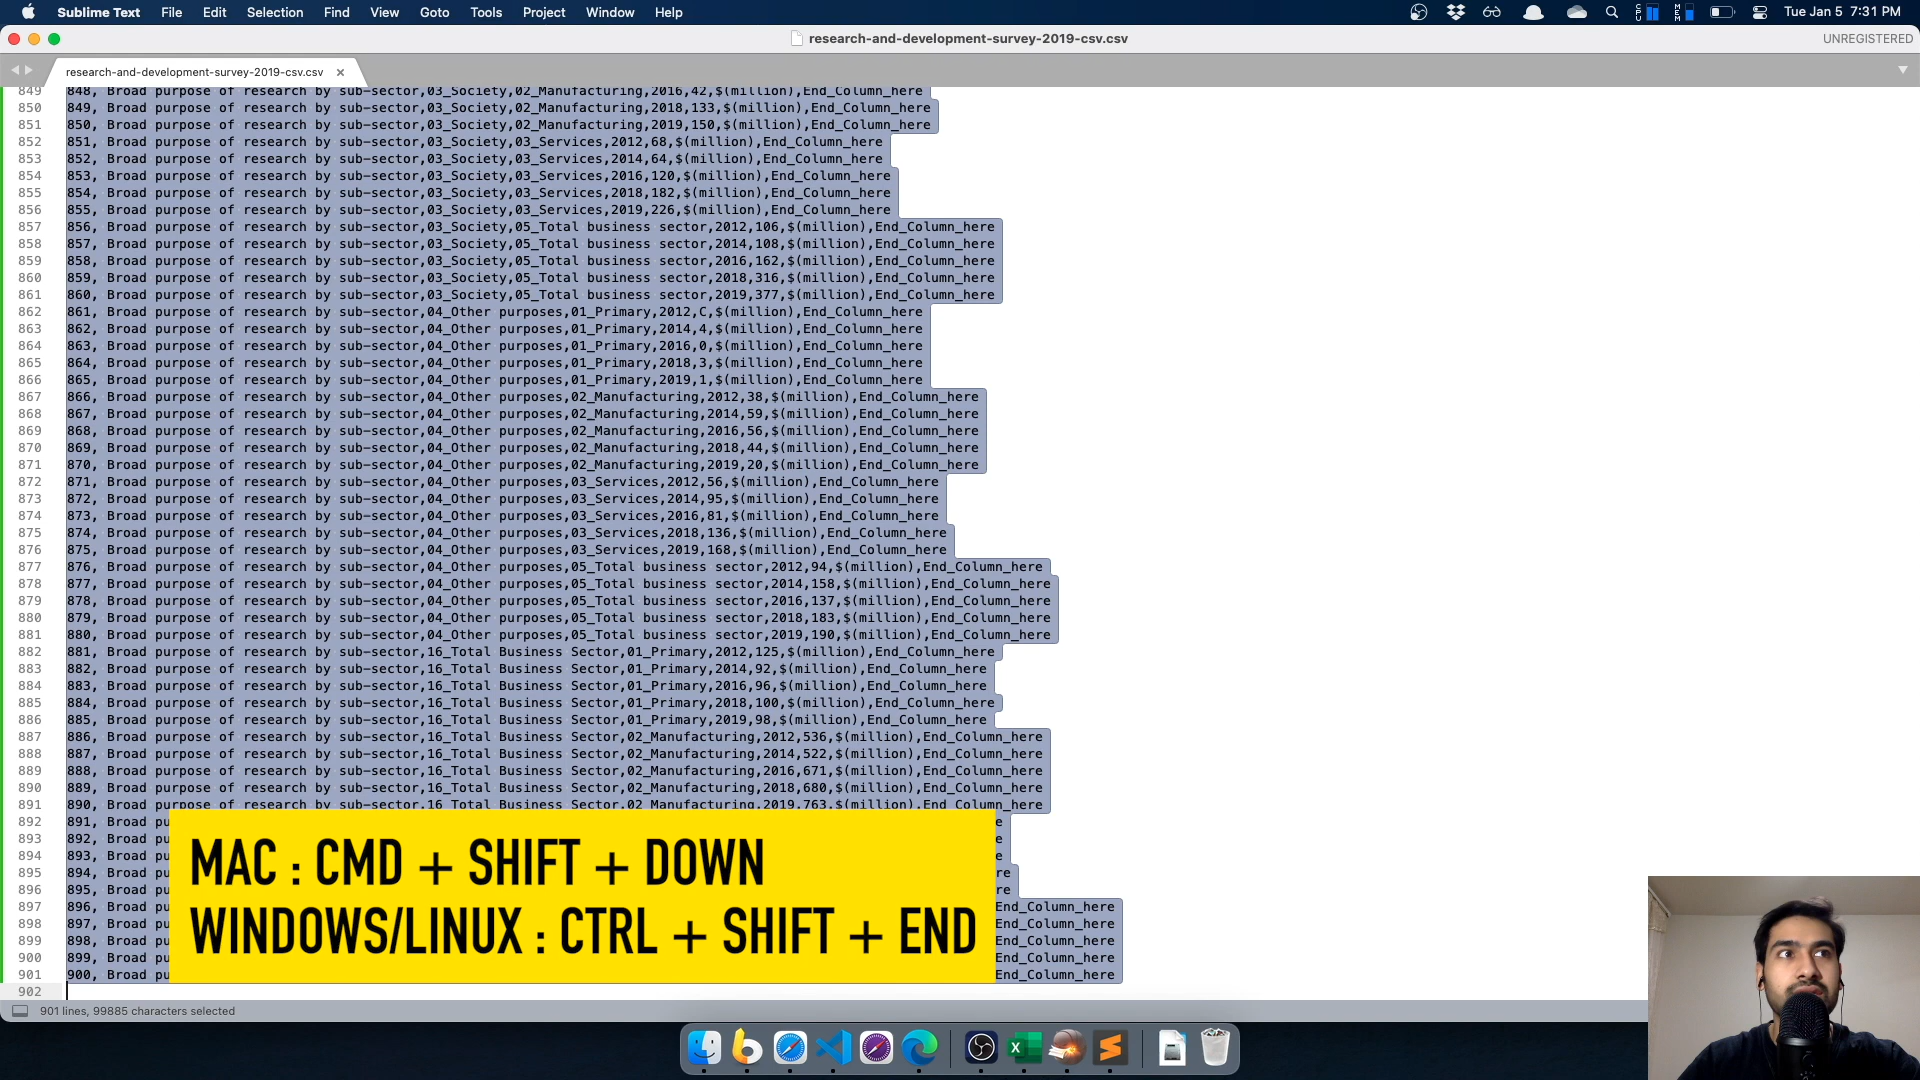 Sublime Text File Edit Selection Find View Goto Tools Project Window Help Tue Jan 5 7:31 PM
research-and-development-survey-2019-csv.csv UNREGISTERED
research-and-development-survey-2019-csv.csv ×
849 848, Broad purpose of research by sub-sector,03_Society,02_Manufacturing,2016,42,$(million),End_Column_here
850 849, Broad purpose of research by sub-sector,03_Society,02_Manufacturing,2018,133,$(million),End_Column_here
851 850, Broad purpose of research by sub-sector,03_Society,02_Manufacturing,2019,150,$(million),End_Column_here
852 851, Broad purpose of research by sub-sector,03_Society,03_Services,2012,68,$(million),End_Column_here
853 852, Broad purpose of research by sub-sector,03_Society,03_Services,2014,64,$(million),End_Column_here
854 853, Broad purpose of research by sub-sector,03_Society,03_Services,2016,120,$(million),End_Column_here
855 854, Broad purpose of research by sub-sector,03_Society,03_Services,2018,182,$(million),End_Column_here
856 855, Broad purpose of research by sub-sector,03_Society,03_Services,2019,226,$(million),End_Column_here
857 856, Broad purpose of research by sub-sector,03_Society,05_Total business sector,2012,106,$(million),End_Column_here
858 857, Broad purpose of research by sub-sector,03_Society,05_Total business sector,2014,108,$(million),End_Column_here
859 858, Broad purpose of research by sub-sector,03_Society,05_Total business sector,2016,162,$(million),End_Column_here
860 859, Broad purpose of research by sub-sector,03_Society,05_Total business sector,2018,316,$(million),End_Column_here
861 860, Broad purpose of research by sub-sector,03_Society,05_Total business sector,2019,377,$(million),End_Column_here
862 861, Broad purpose of research by sub-sector,04_Other purposes,01_Primary,2012,C,$(million),End_Column_here
863 862, Broad purpose of research by sub-sector,04_Other purposes,01_Primary,2014,4,$(million),End_Column_here
864 863, Broad purpose of research by sub-sector,04_Other purposes,01_Primary,2016,0,$(million),End_Column_here
865 864, Broad purpose of research by sub-sector,04_Other purposes,01_Primary,2018,3,$(million),End_Column_here
866 865, Broad purpose of research by sub-sector,04_Other purposes,01_Primary,2019,1,$(million),End_Column_here
867 866, Broad purpose of research by sub-sector,04_Other purposes,02_Manufacturing,2012,38,$(million),End_Column_here
868 867, Broad purpose of research by sub-sector,04_Other purposes,02_Manufacturing,2014,59,$(million),End_Column_here
869 868, Broad purpose of research by sub-sector,04_Other purposes,02_Manufacturing,2016,56,$(million),End_Column_here
870 869, Broad purpose of research by sub-sector,04_Other purposes,02_Manufacturing,2018,44,$(million),End_Column_here
871 870, Broad purpose of research by sub-sector,04_Other purposes,02_Manufacturing,2019,20,$(million),End_Column_here
872 871, Broad purpose of research by sub-sector,04_Other purposes,03_Services,2012,56,$(million),End_Column_here
873 872, Broad purpose of research by sub-sector,04_Other purposes,03_Services,2014,95,$(million),End_Column_here
874 873, Broad purpose of research by sub-sector,04_Other purposes,03_Services,2016,81,$(million),End_Column_here
875 874, Broad purpose of research by sub-sector,04_Other purposes,03_Services,2018,136,$(million),End_Column_here
876 875, Broad purpose of research by sub-sector,04_Other purposes,03_Services,2019,168,$(million),End_Column_here
877 876, Broad purpose of research by sub-sector,04_Other purposes,05_Total business sector,2012,94,$(million),End_Column_here
878 877, Broad purpose of research by sub-sector,04_Other purposes,05_Total business sector,2014,158,$(million),End_Column_here
879 878, Broad purpose of research by sub-sector,04_Other purposes,05_Total business sector,2016,137,$(million),End_Column_here
880 879, Broad purpose of research by sub-sector,04_Other purposes,05_Total business sector,2018,183,$(million),End_Column_here
881 880, Broad purpose of research by sub-sector,04_Other purposes,05_Total business sector,2019,190,$(million),End_Column_here
882 881, Broad purpose of research by sub-sector,16_Total Business Sector,01_Primary,2012,125,$(million),End_Column_here
883 882, Broad purpose of research by sub-sector,16_Total Business Sector,01_Primary,2014,92,$(million),End_Column_here
884 883, Broad purpose of research by sub-sector,16_Total Business Sector,01_Primary,2016,96,$(million),End_Column_here
885 884, Broad purpose of research by sub-sector,16_Total Business Sector,01_Primary,2018,100,$(million),End_Column_here
886 885, Broad purpose of research by sub-sector,16_Total Business Sector,01_Primary,2019,98,$(million),End_Column_here
887 886, Broad purpose of research by sub-sector,16_Total Business Sector,02_Manufacturing,2012,536,$(million),End_Column_here
888 887, Broad purpose of research by sub-sector,16_Total Business Sector,02_Manufacturing,2014,522,$(million),End_Column_here
889 888, Broad purpose of research by sub-sector,16_Total Business Sector,02_Manufacturing,2016,671,$(million),End_Column_here
890 889, Broad purpose of research by sub-sector,16_Total Business Sector,02_Manufacturing,2018,680,$(million),End_Column_here
891 890, Broad purpose of research by sub-sector,16_Total Business Sector,02_Manufacturing,2019,763,$(million),End_Column_here
892 891, Broad pu e
893 892, Broad pu e
894 893, Broad pu e
895 894, Broad pu re
896 895, Broad pu re
897 896, Broad pu End_Column_here
898 897, Broad pu End_Column_here
899 898, Broad pu End_Column_here
900 899, Broad pu End_Column_here
901 900, Broad pu End_Column_here
902
MAC : CMD + SHIFT + DOWN
WINDOWS/LINUX : CTRL + SHIFT + END
901 lines, 99885 characters selected